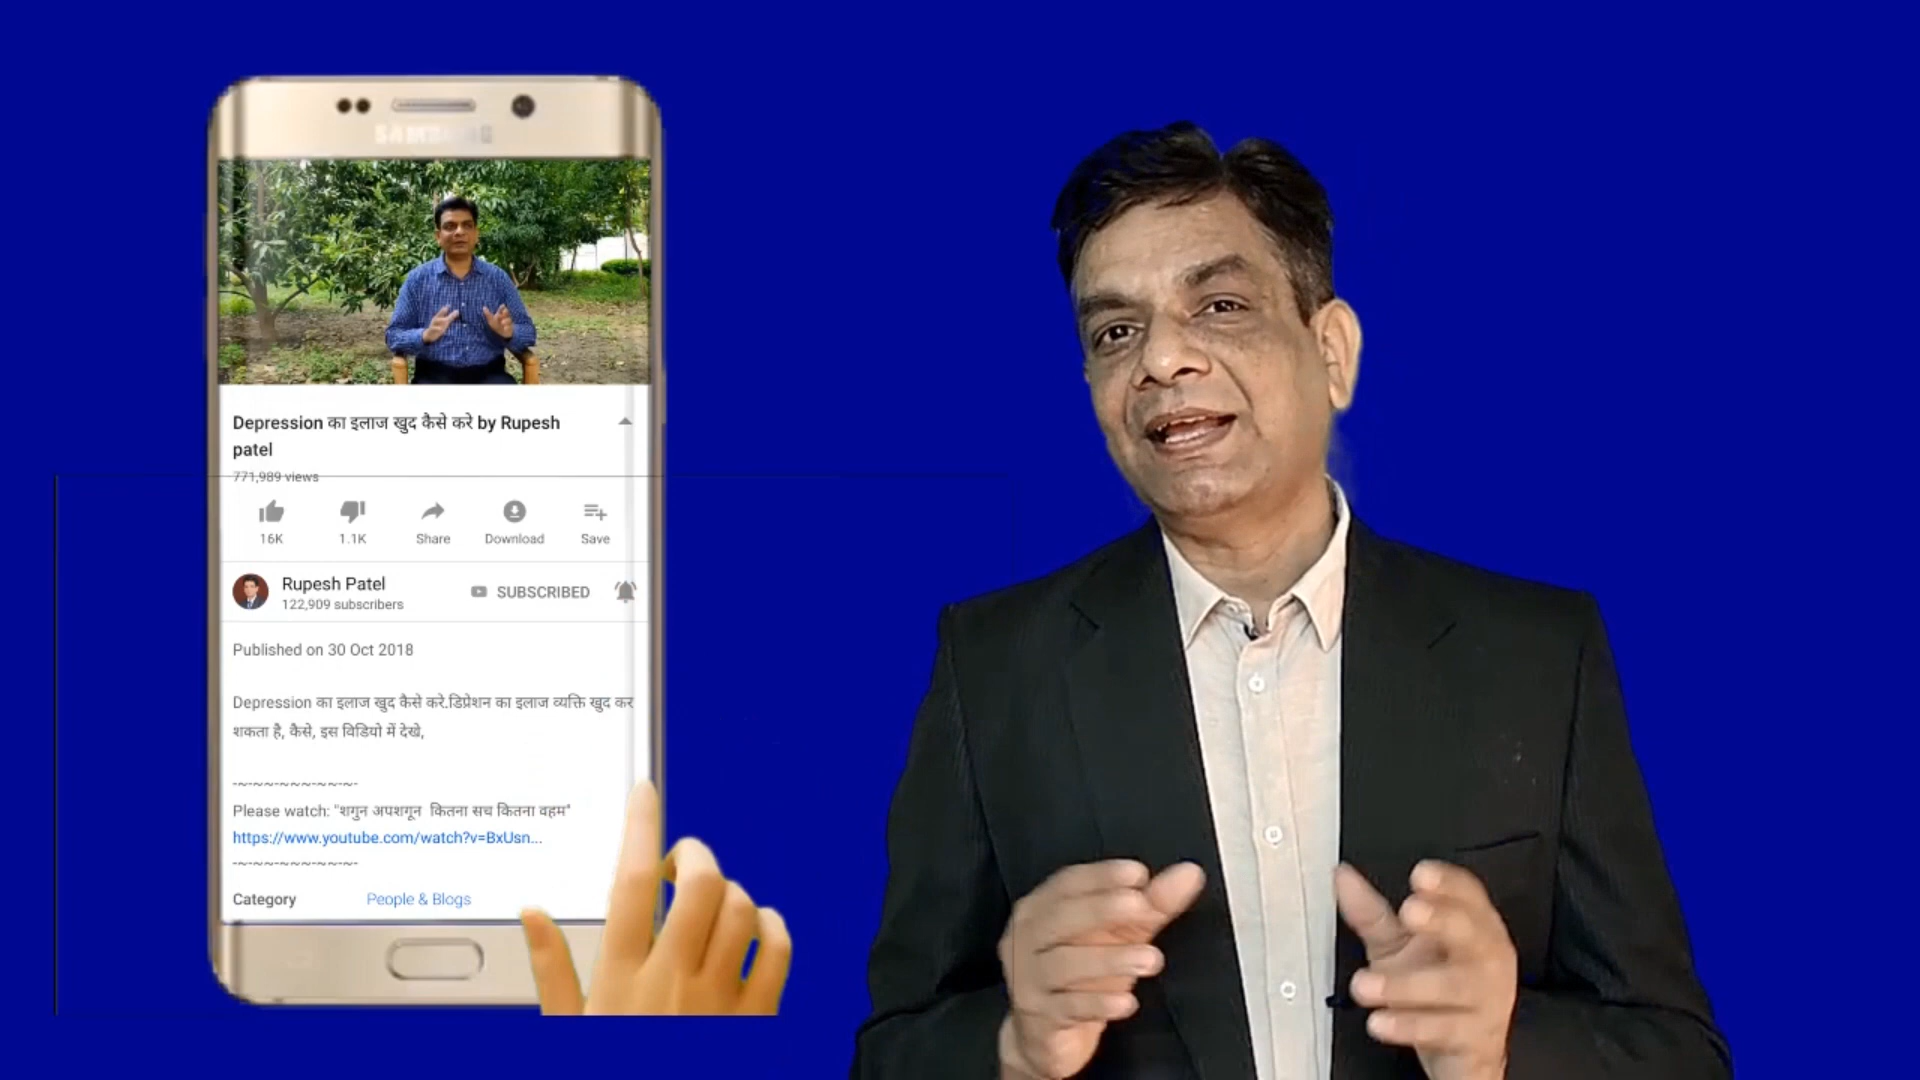 SAMSUNG
Depression का इलाज खुद कैसे करे by Rupesh
patel
771,989 views
16K
1.1K
Share
Download
Save
Rupesh Patel
122,909 subscribers
SUBSCRIBED
Published on 30 Oct 2018
Depression का इलाज खुद कैसे करे.डिप्रेशन का इलाज व्यक्ति खुद कर
शकता है, कैसे, इस विडियो में देखे,
-~-~~-~~~-~~-~-
Please watch: "शगुन अपशगून कितना सच कितना वहम"
https://www.youtube.com/watch?v=BxUsn...
-~-~~-~~~-~~-~-
Category
People & Blogs